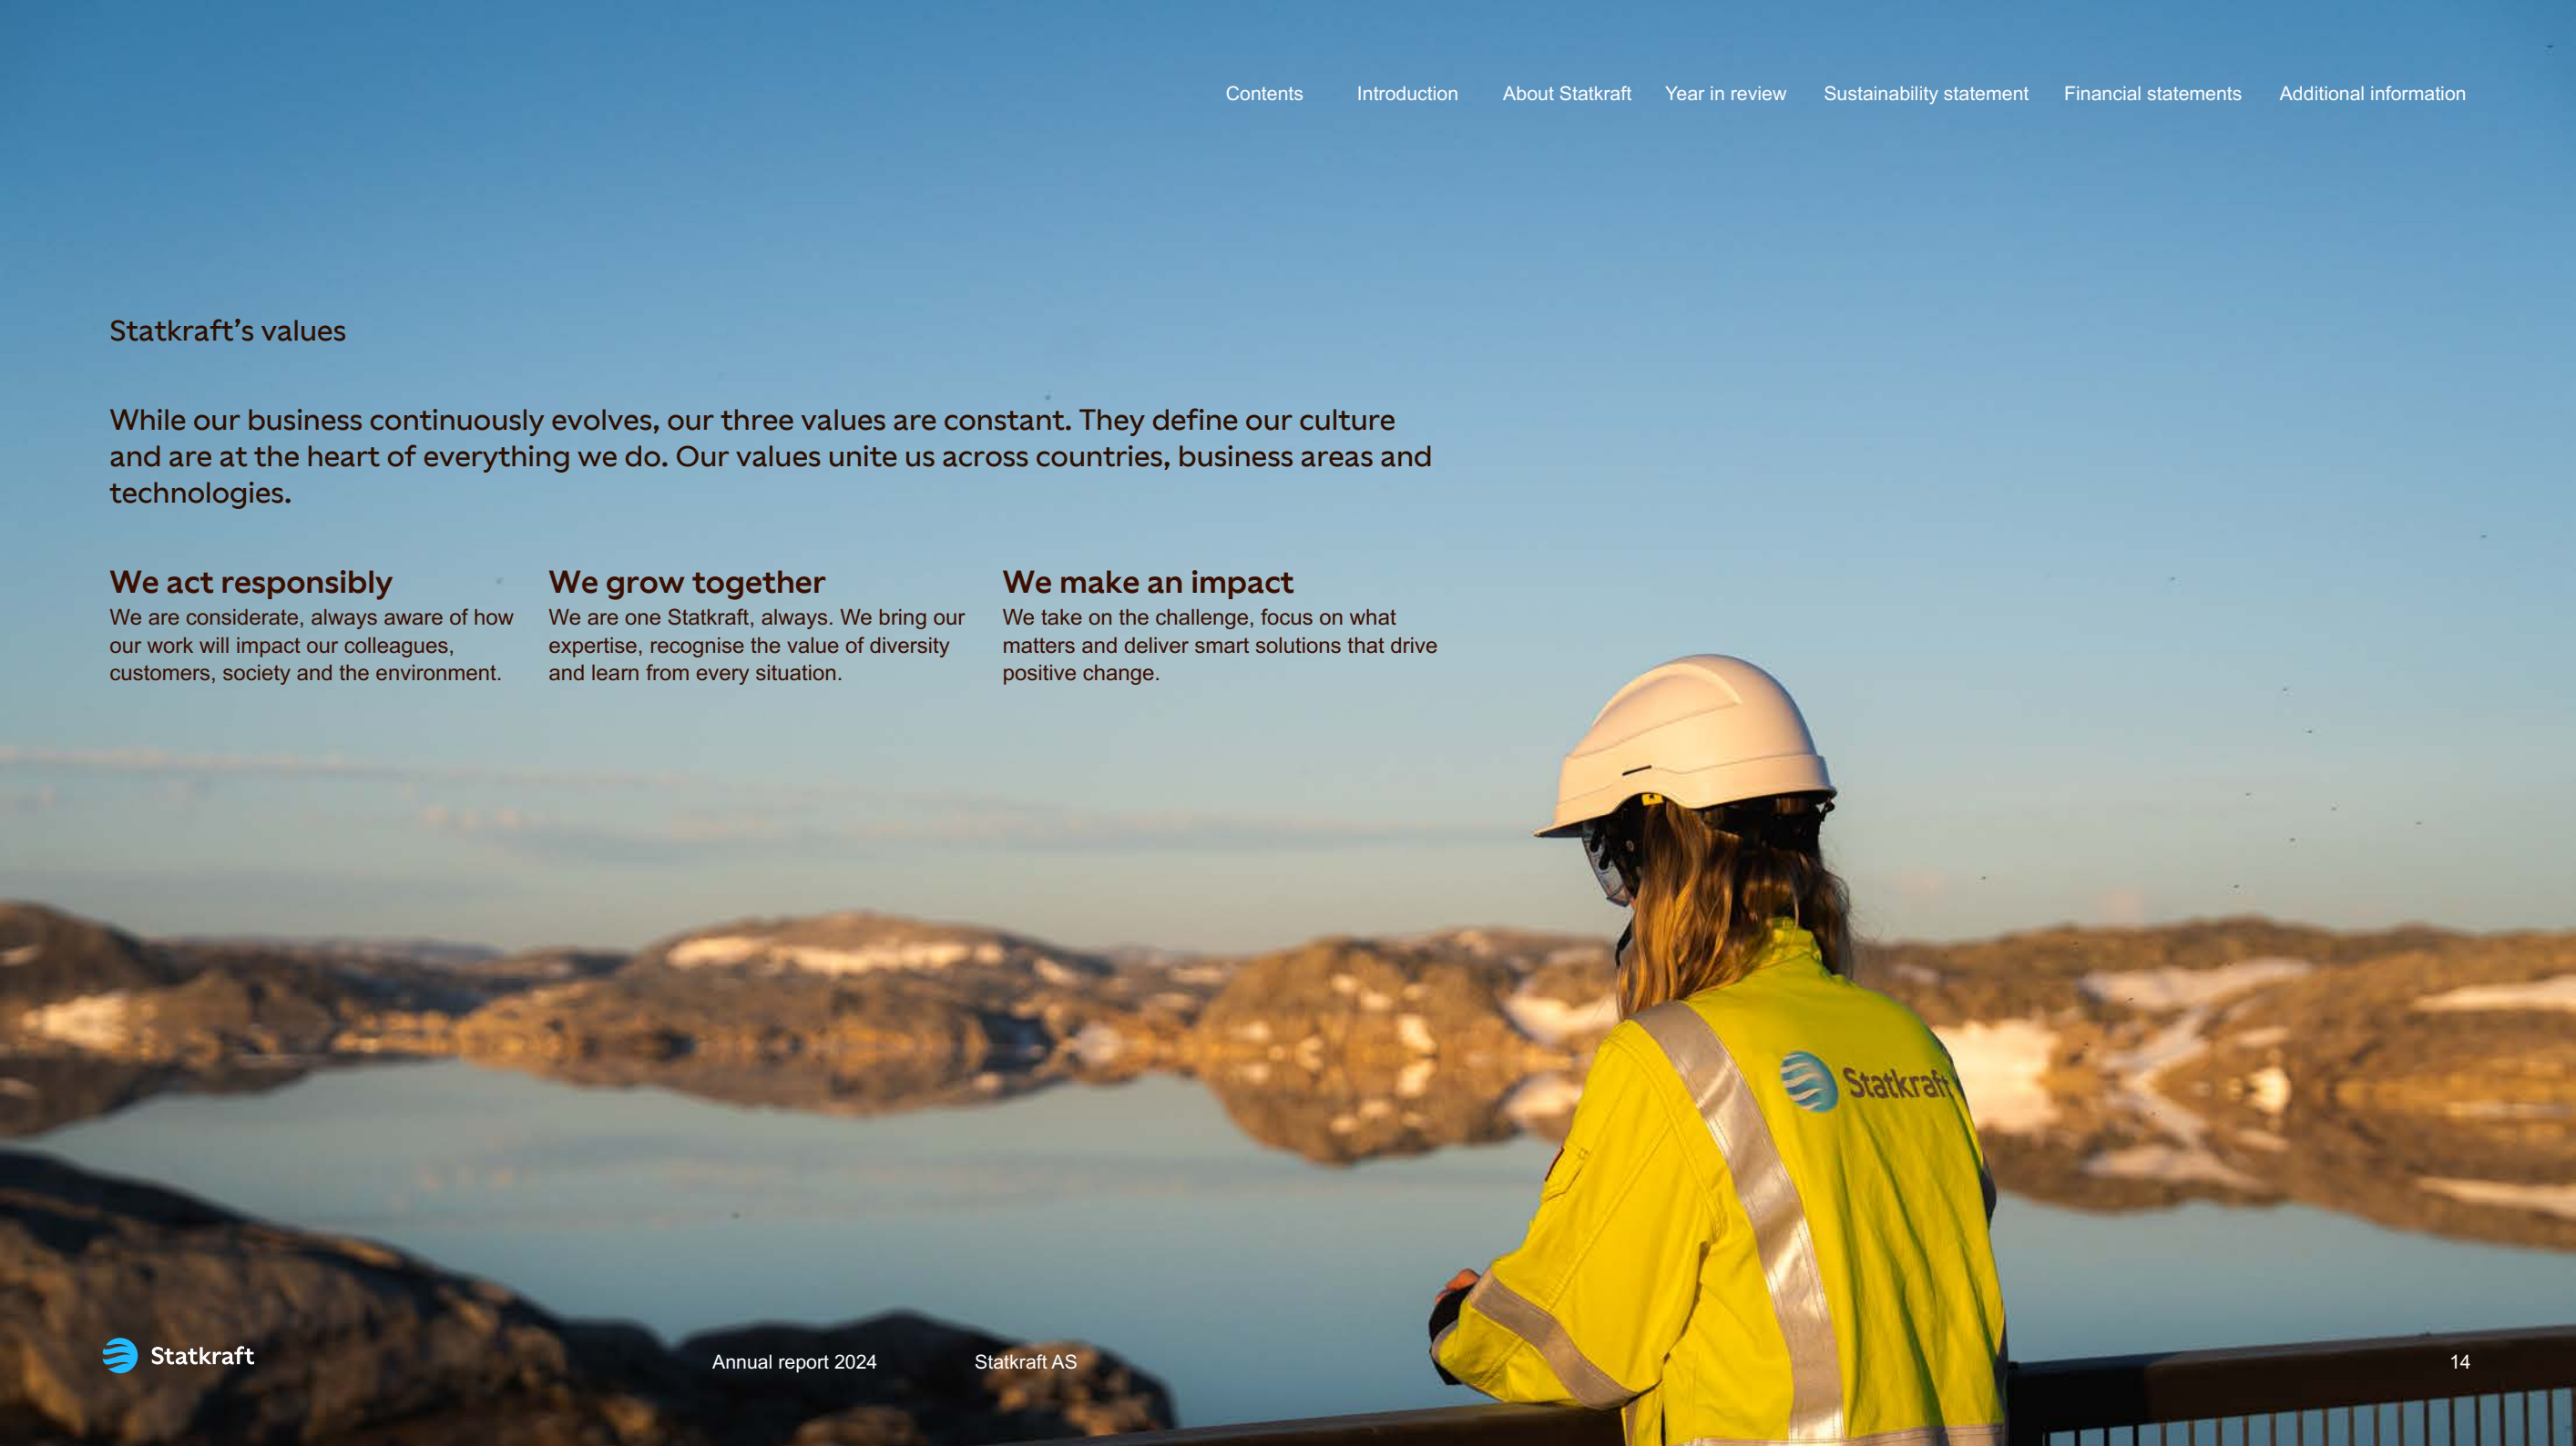 Contents Introduction About Statkraft Year in review Sustainability statement Financial statements Additional information
Statkraft’s values
While our business continuously evolves, our three values are constant. They define our culture
and are at the heart of everything we do. Our values unite us across countries, business areas and
technologies.
We act responsibly
We are considerate, always aware of how
our work will impact our colleagues,
customers, society and the environment.
We grow together
We are one Statkraft, always. We bring our
expertise, recognise the value of diversity
and learn from every situation.
We make an impact
We take on the challenge, focus on what
matters and deliver smart solutions that drive
positive change.
Statkraft
Statkraft
Annual report 2024 Statkraft AS 14